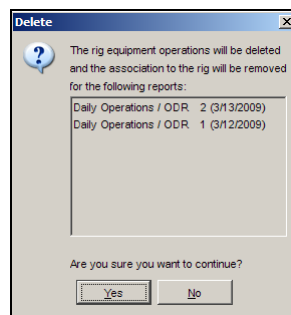 Delete
The rig equipment operations will be deleted
and the association to the rig will be removed
for the following reports:
Daily Operations / ODR 2 (3/13/2009)
Daily Operations / ODR 1 (3/12/2009)
Are you sure you want to continue?
Yes No